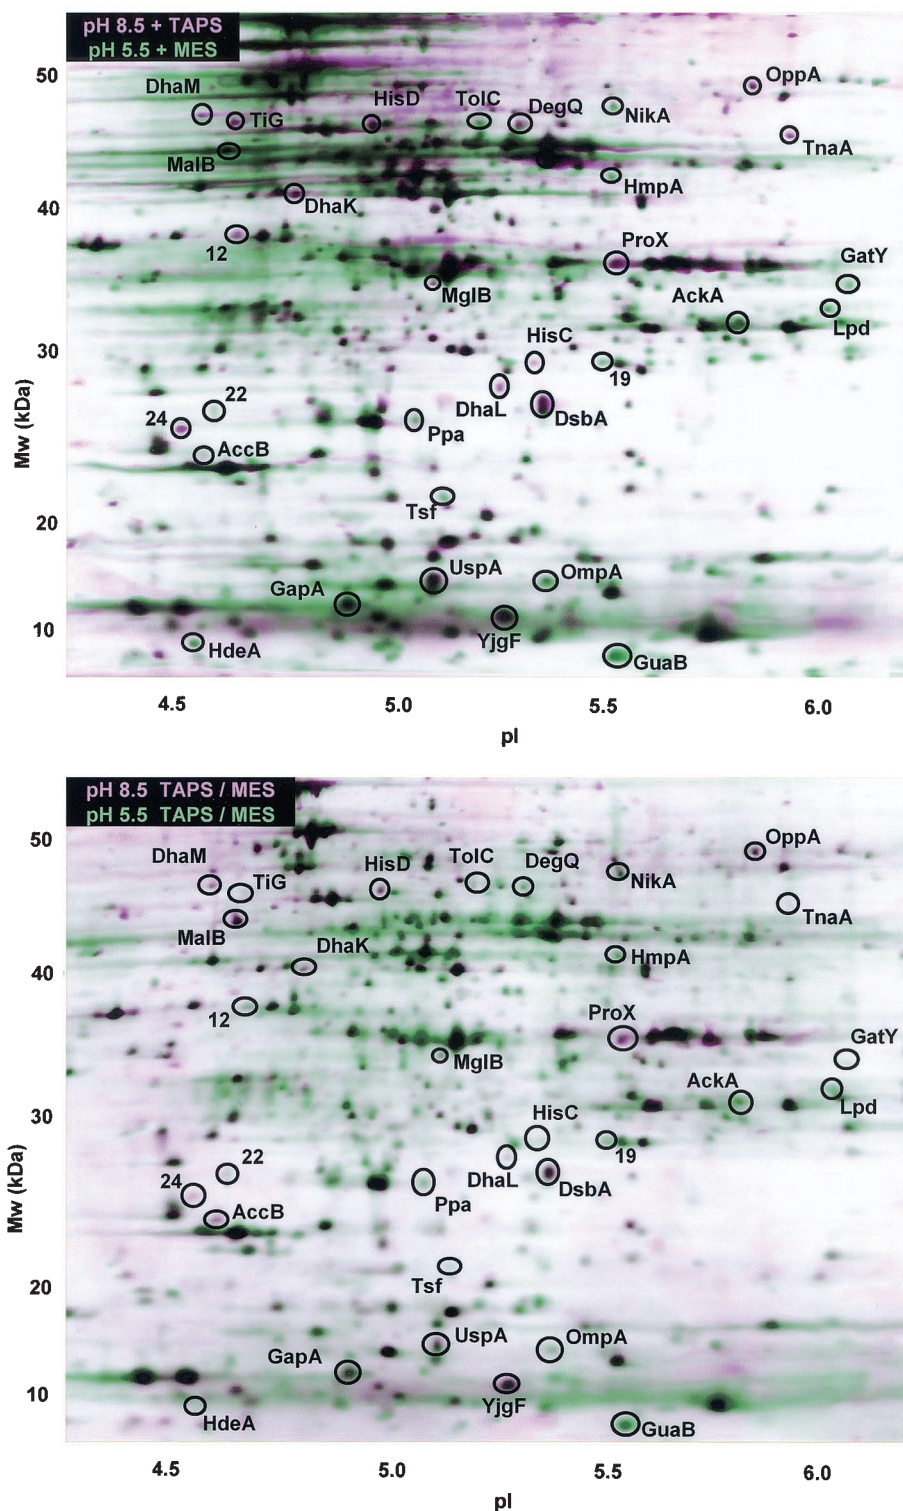 pH 8.5 + TAPS
pH 5.5 + MES
50
DhaM
HisD
TolC
DegQ
NikA
OppA
TiG
TnaA
MalB
HmpA
DhaK
40
12
ProX
GatY
MglB
AckA
Lpd
30
HisC
19
22
DhaL
DsbA
24
Ppa
AccB
Mw (kDa)
Tsf
20
UspA
OmpA
GapA
10
YjgF
HdeA
GuaB
4.5 5.0 5.5 6.0
pI
pH 8.5 TAPS / MES
pH 5.5 TAPS / MES
50
DhaM
HisD
TolC
DegQ
NikA
OppA
TiG
TnaA
MalB
DhaK
HmpA
40
12
ProX
GatY
MglB
AckA
Lpd
30
HisC
19
22
DhaL
DsbA
24
Ppa
AccB
Mw (kDa)
Tsf
20
UspA
OmpA
GapA
10
YjgF
HdeA
GuaB
4.5 5.0 5.5 6.0
pI